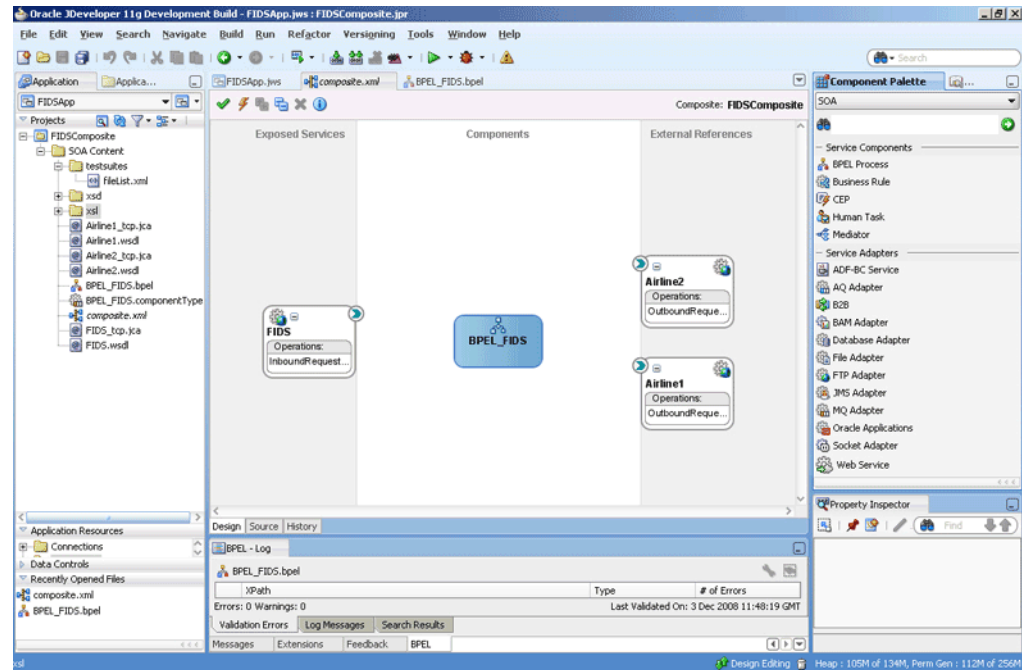 Oracle JDeveloper 11g Development Build - FIDSApp.jws : FIDSComposite.jpr
File Edit View Search Navigate Build Run Refactor Versigning Tools Window Help
Search
Application
Applica...
FIDSApp
Projects
FIDSComposite
SOA Content
testsuites
fileList.xml
xsd
xsl
Airline1_tcp.jca
Airline1.wsdl
Airline2_tcp.jca
Airline2.wsdl
BPEL_FIDS.bpel
BPEL_FIDS.componentType
composite.xml
FIDS_tcp.jca
FIDS.wsdl
Application Resources
Connections
Data Controls
Recently Opened Files
composite.xml
BPEL_FIDS.bpel
FIDSApp.jws
composite.xml
BPEL_FIDS.bpel
Composite: FIDSComposite
Exposed Services
Components
External References
FIDS
Operations:
InboundRequest...
BPEL_FIDS
Airline2
Operations:
OutboundReque...
Airline1
Operations:
OutboundReque...
Design Source History
BPEL - Log
BPEL_FIDS.bpel
XPath Type # of Errors
Errors: 0 Warnings: 0 Last Validated On: 3 Dec 2008 11:48:19 GMT
Validation Errors Log Messages Search Results
Messages Extensions Feedback BPEL
Component Palette
SOA
Service Components
BPEL Process
Business Rule
CEP
Human Task
Mediator
Service Adapters
ADF-BC Service
AQ Adapter
B2B
BAM Adapter
Database Adapter
File Adapter
FTP Adapter
JMS Adapter
MQ Adapter
Oracle Applications
Socket Adapter
Web Service
Property Inspector
Find
xsl
Design Editing
Heap : 105M of 134M, Perm Gen : 112M of 256M